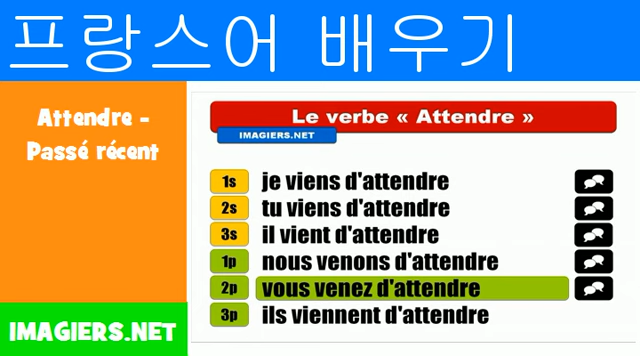 프랑스어 배우기
Attendre -
Passé récent
IMAGIERS.NET
Le verbe « Attendre »
IMAGIERS.NET
1s je viens d'attendre
2s tu viens d'attendre
3s il vient d'attendre
1p nous venons d'attendre
2p vous venez d'attendre
3p ils viennent d'attendre